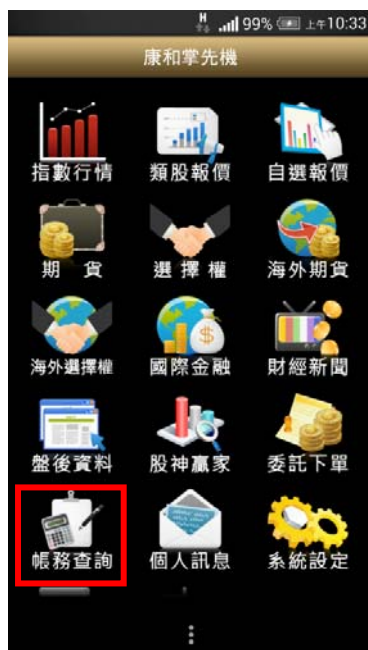 H 99% 上午10:33
康和掌先機
指數行情 類股報價 自選報價
期 貨 選擇權 海外期貨
海外選擇權 國際金融 財經新聞
盤後資料 股神贏家 委託下單
帳務查詢 個人訊息 系統設定